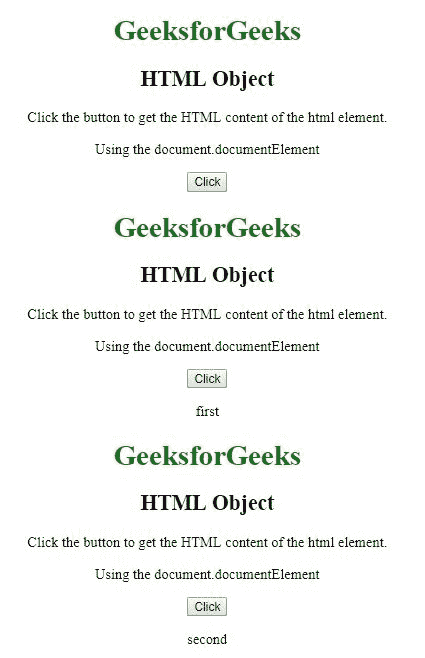 GeeksforGeeks
HTML Object
Click the button to get the HTML content of the html element.
Using the document.documentElement
Click
GeeksforGeeks
HTML Object
Click the button to get the HTML content of the html element.
Using the document.documentElement
Click
first
GeeksforGeeks
HTML Object
Click the button to get the HTML content of the html element.
Using the document.documentElement
Click
second